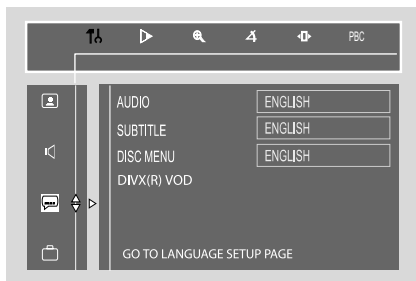 PBC
AUDIO ENGLISH
SUBTITLE ENGLISH
DISC MENU ENGLISH
DIVX(R) VOD
GO TO LANGUAGE SETUP PAGE